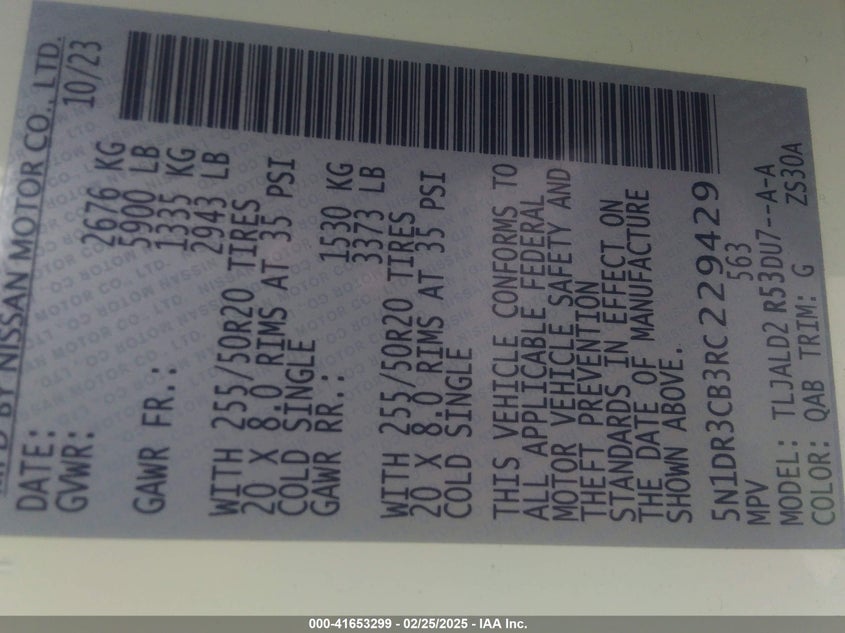 BY NISSAN MOTOR CO., LTD.
DATE: 10/23
GVWR: 2676 KG
5900 LB
GAWR FR.: 1335 KG
2943 LB
WITH 255/50R20 TIRES
20 X 8.0 RIMS AT 35 PSI
COLD SINGLE
GAWR RR.: 1530 KG
3373 LB
WITH 255/50R20 TIRES
20 X 8.0 RIMS AT 35 PSI
COLD SINGLE
THIS VEHICLE CONFORMS TO
ALL APPLICABLE FEDERAL
MOTOR VEHICLE SAFETY AND
THEFT PREVENTION
STANDARDS IN EFFECT ON
THE DATE OF MANUFACTURE
SHOWN ABOVE.
5N1DR3CB3RC229429
MPV 563
MODEL: TLJALD2 R53DU7--A-A
COLOR: QAB TRIM: G ZS30A
000-41653299 - 02/25/2025 - IAA Inc.